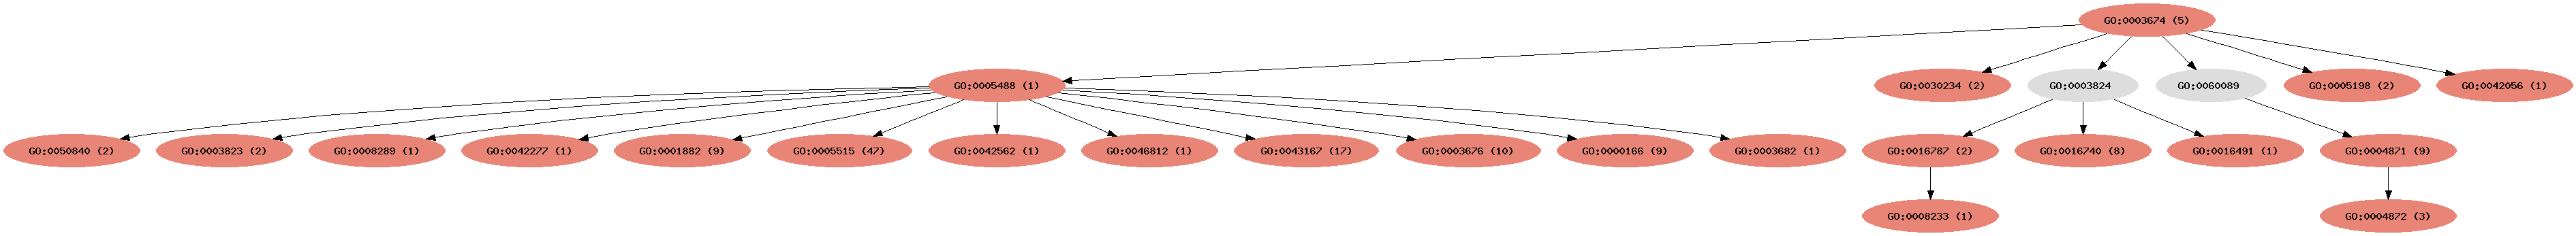 GO:0003674 (5)
GO:0005488 (1)
GO:0030234 (2)
GO:0003824
GO:0060089
GO:0005198 (2)
GO:0042056 (1)
GO:0050840 (2)
GO:0003823 (2)
GO:0008289 (1)
GO:0042277 (1)
GO:0001882 (9)
GO:0005515 (47)
GO:0042562 (1)
GO:0046812 (1)
GO:0043167 (17)
GO:0003676 (10)
GO:0000166 (9)
GO:0003682 (1)
GO:0016787 (2)
GO:0016740 (8)
GO:0016491 (1)
GO:0004871 (9)
GO:0008233 (1)
GO:0004872 (3)